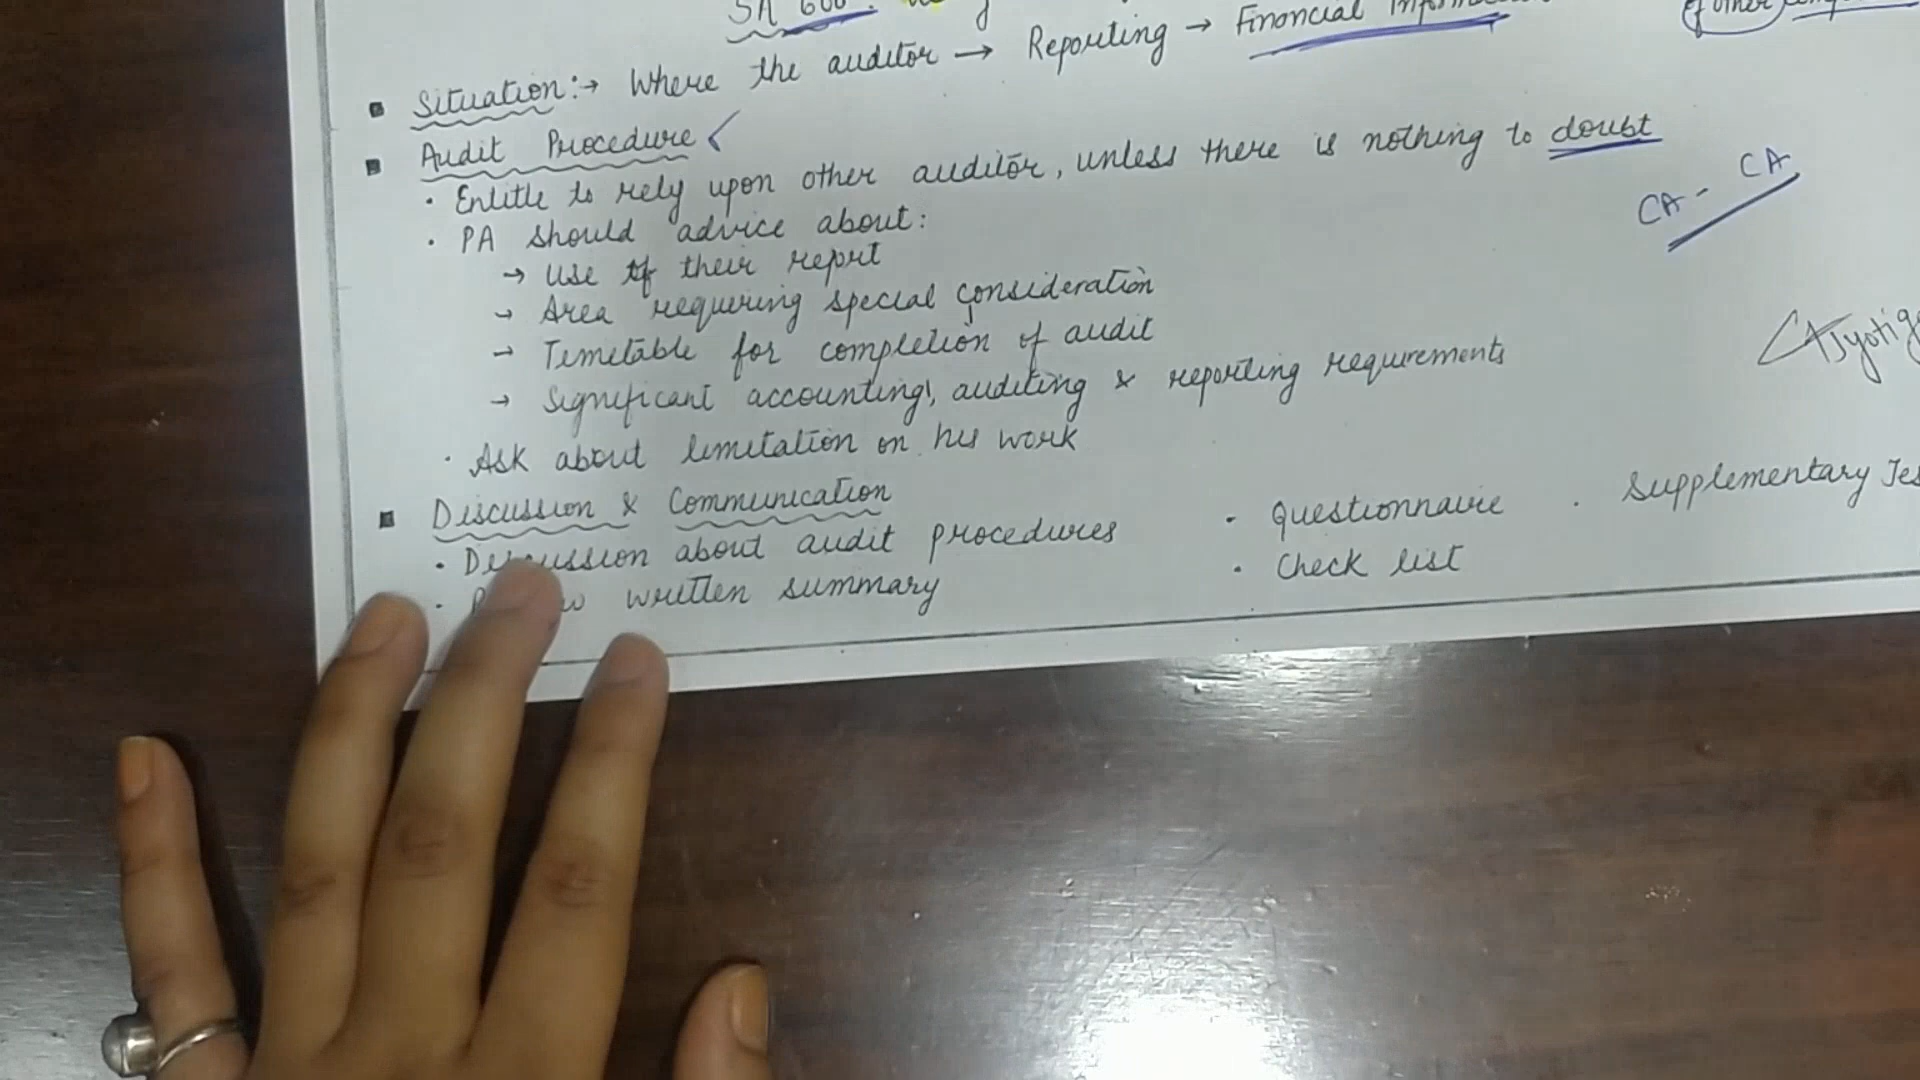 SA 600:
Situation:→ Where the auditor → Reporting → Financial
of other
Audit Procedure
• Entitle to rely upon other auditor, unless there is nothing to doubt
CA - CA
• PA should advice about:
→ Use of their report
→ Area requiring special consideration
→ Timetable for completion of audit
→ Significant accounting, auditing & reporting requirements
• Ask about limitation on his work
Discussion & Communication
• Discussion about audit procedures
written summary
• Questionnaire
• Check list
• Supplementary